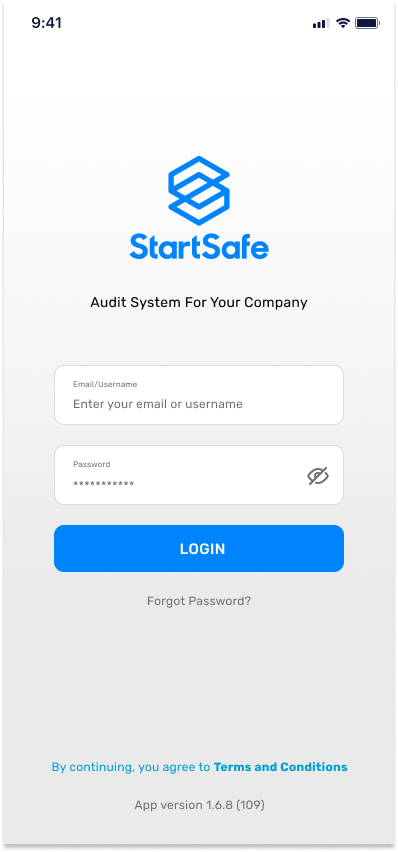 9:41
StartSafe
Audit System For Your Company
Email/Username
Enter your email or username
Password
***********
LOGIN
Forgot Password?
By continuing, you agree to Terms and Conditions
App version 1.6.8 (109)